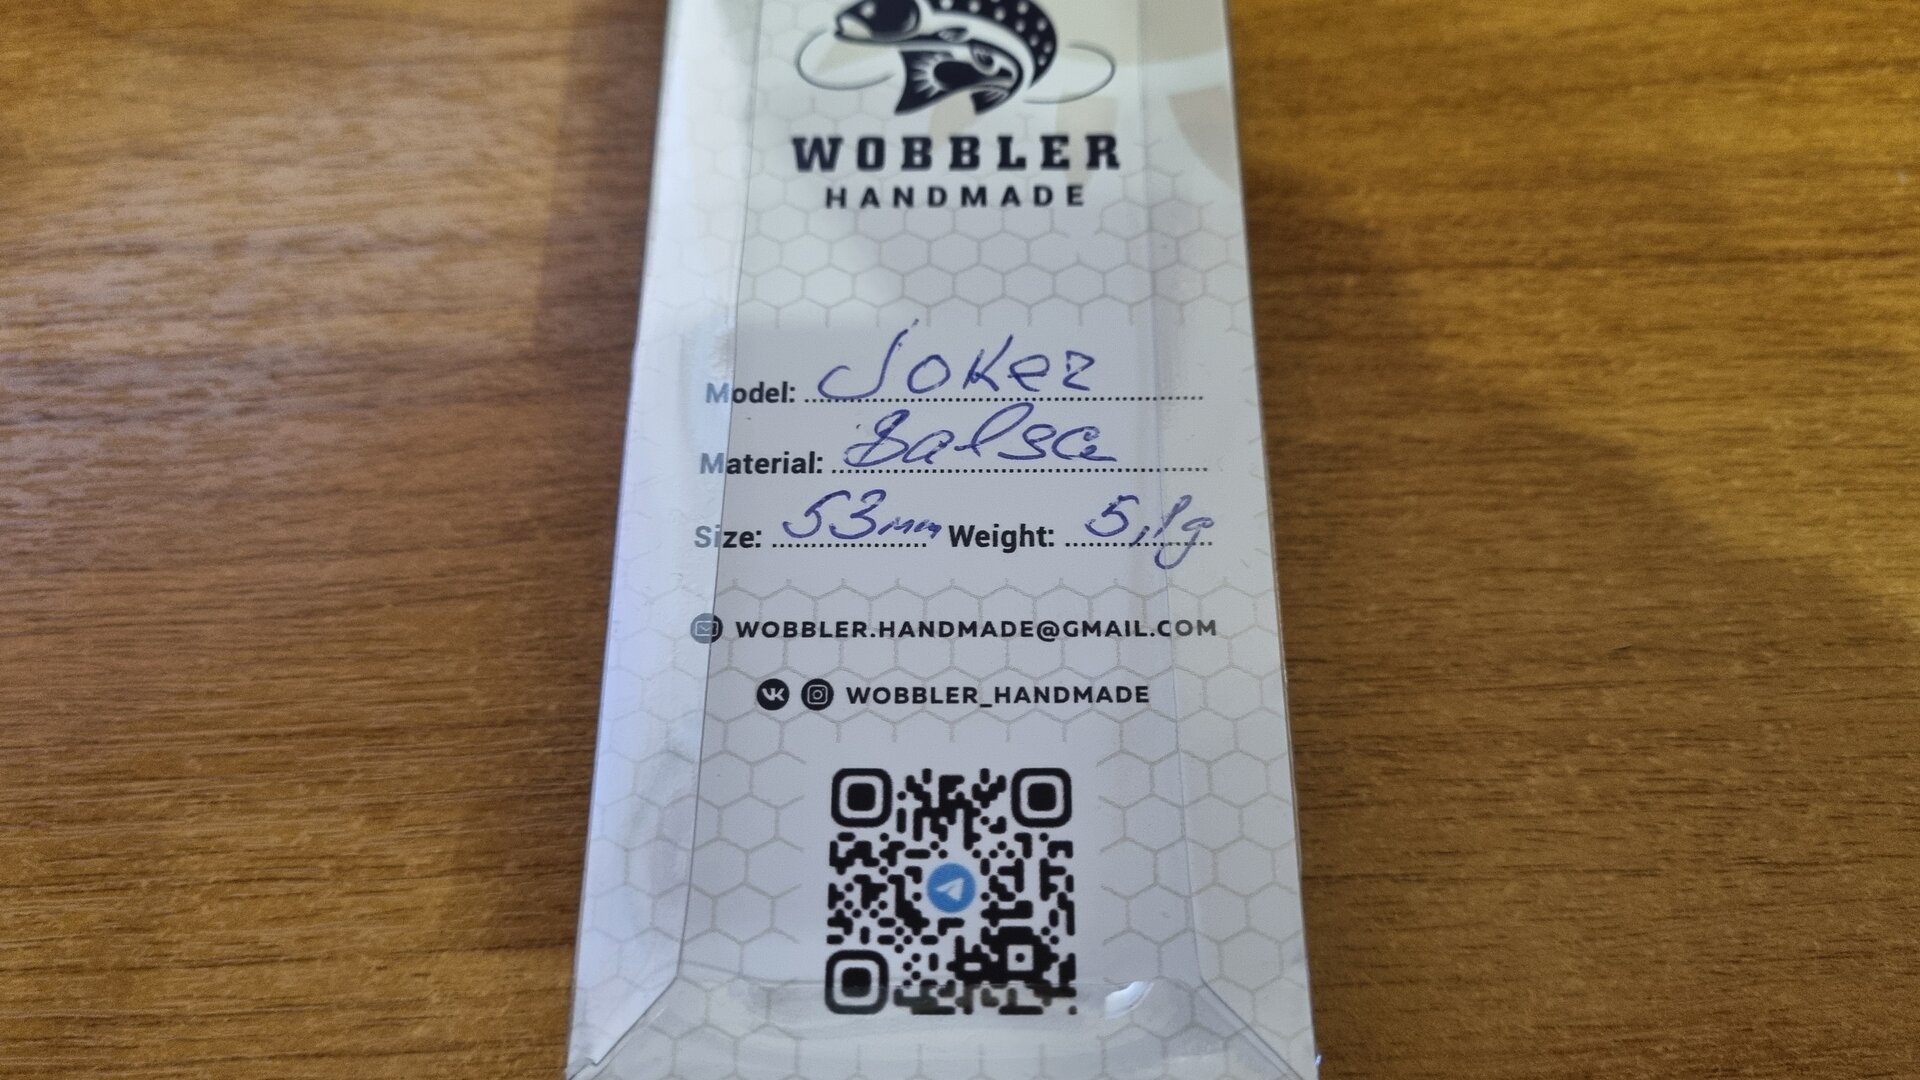 WOBBLER
HANDMADE
Model: Joker
Material: Balsa
Size: 53mm Weight: 5,1g
WOBBLER.HANDMADE@GMAIL.COM
WOBBLER_HANDMADE